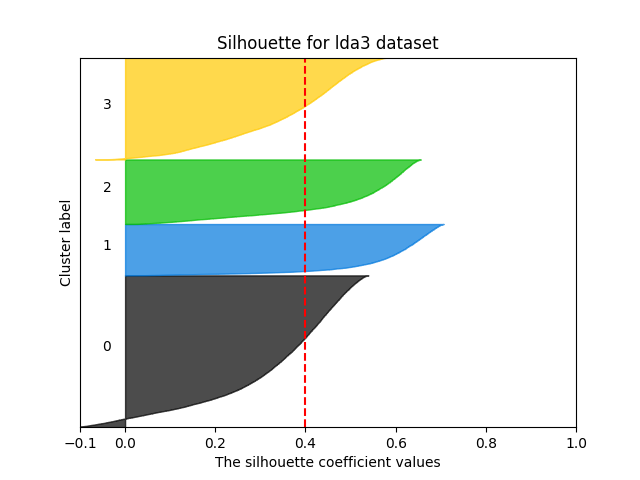 Silhouette for lda3 dataset
Cluster label
3
2
1
0
−0.1 0.0 0.2 0.4 0.6 0.8 1.0
The silhouette coefficient values